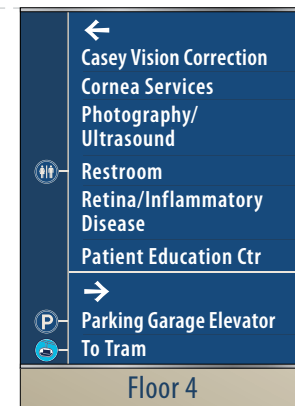 ←
Casey Vision Correction
Cornea Services
Photography/
Ultrasound
Restroom
Retina/Inflammatory
Disease
Patient Education Ctr
→
P
Parking Garage Elevator
To Tram
Floor 4